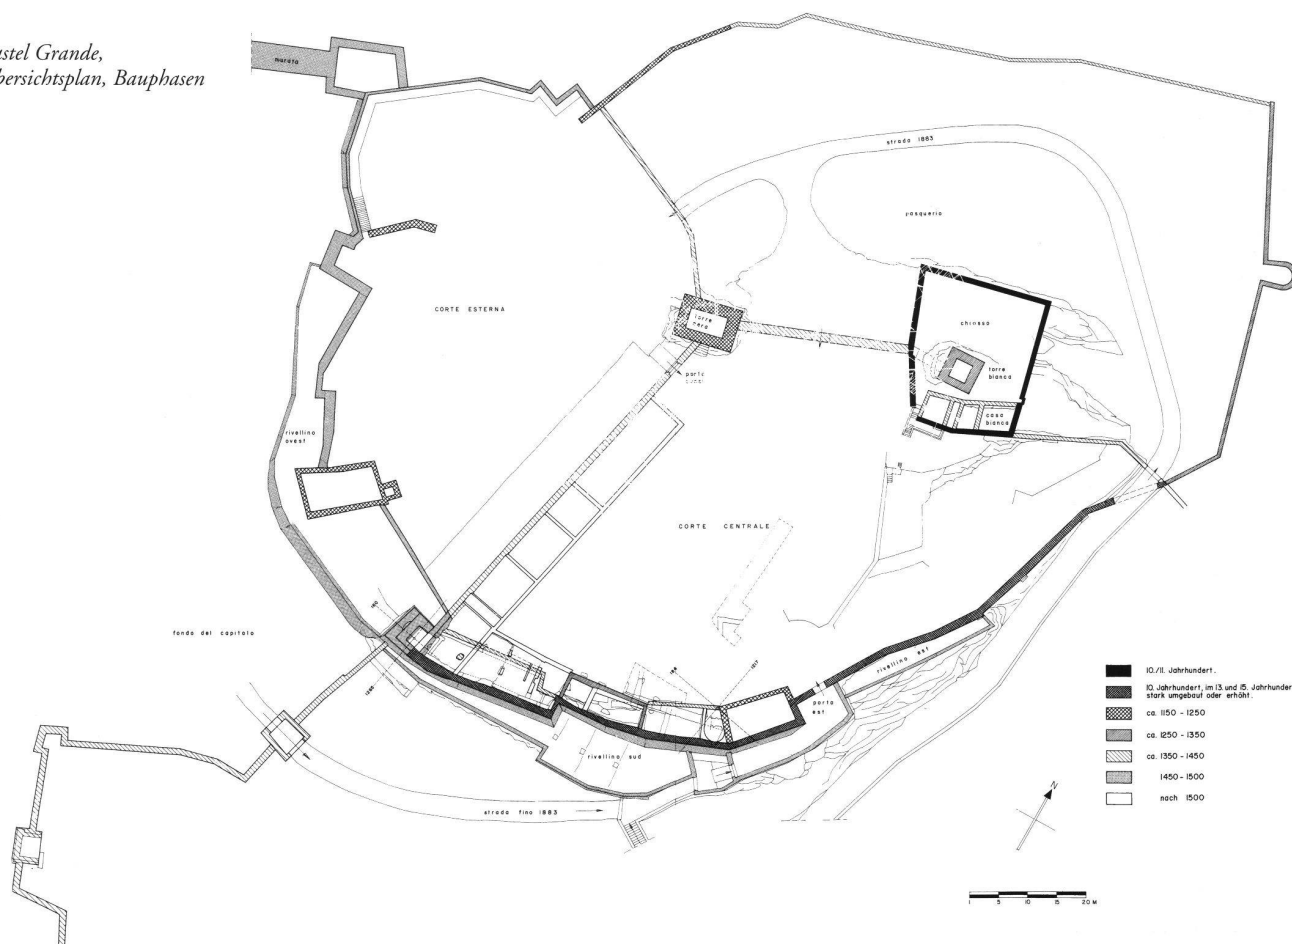 astel Grande,
bersichtsplan, Bauphasen
murata
strada 1883
pasquerio
CORTE ESTERNA
torre
nera
porta
chiossa
torre
bianca
casa
bianca
rivellino
ovest
CORTE CENTRALE
fondo del capitolo
rivellino est
porta
est
rivellino sud
strada fino 1883
1217
N
10./11. Jahrhundert.
10. Jahrhundert, im 13. und 15. Jahrhunder
stark umgebaut oder erhöht.
ca. 1150 - 1250
ca. 1250 - 1350
ca. 1350 - 1450
1450 - 1500
nach 1500
1 5 10 15 20 M